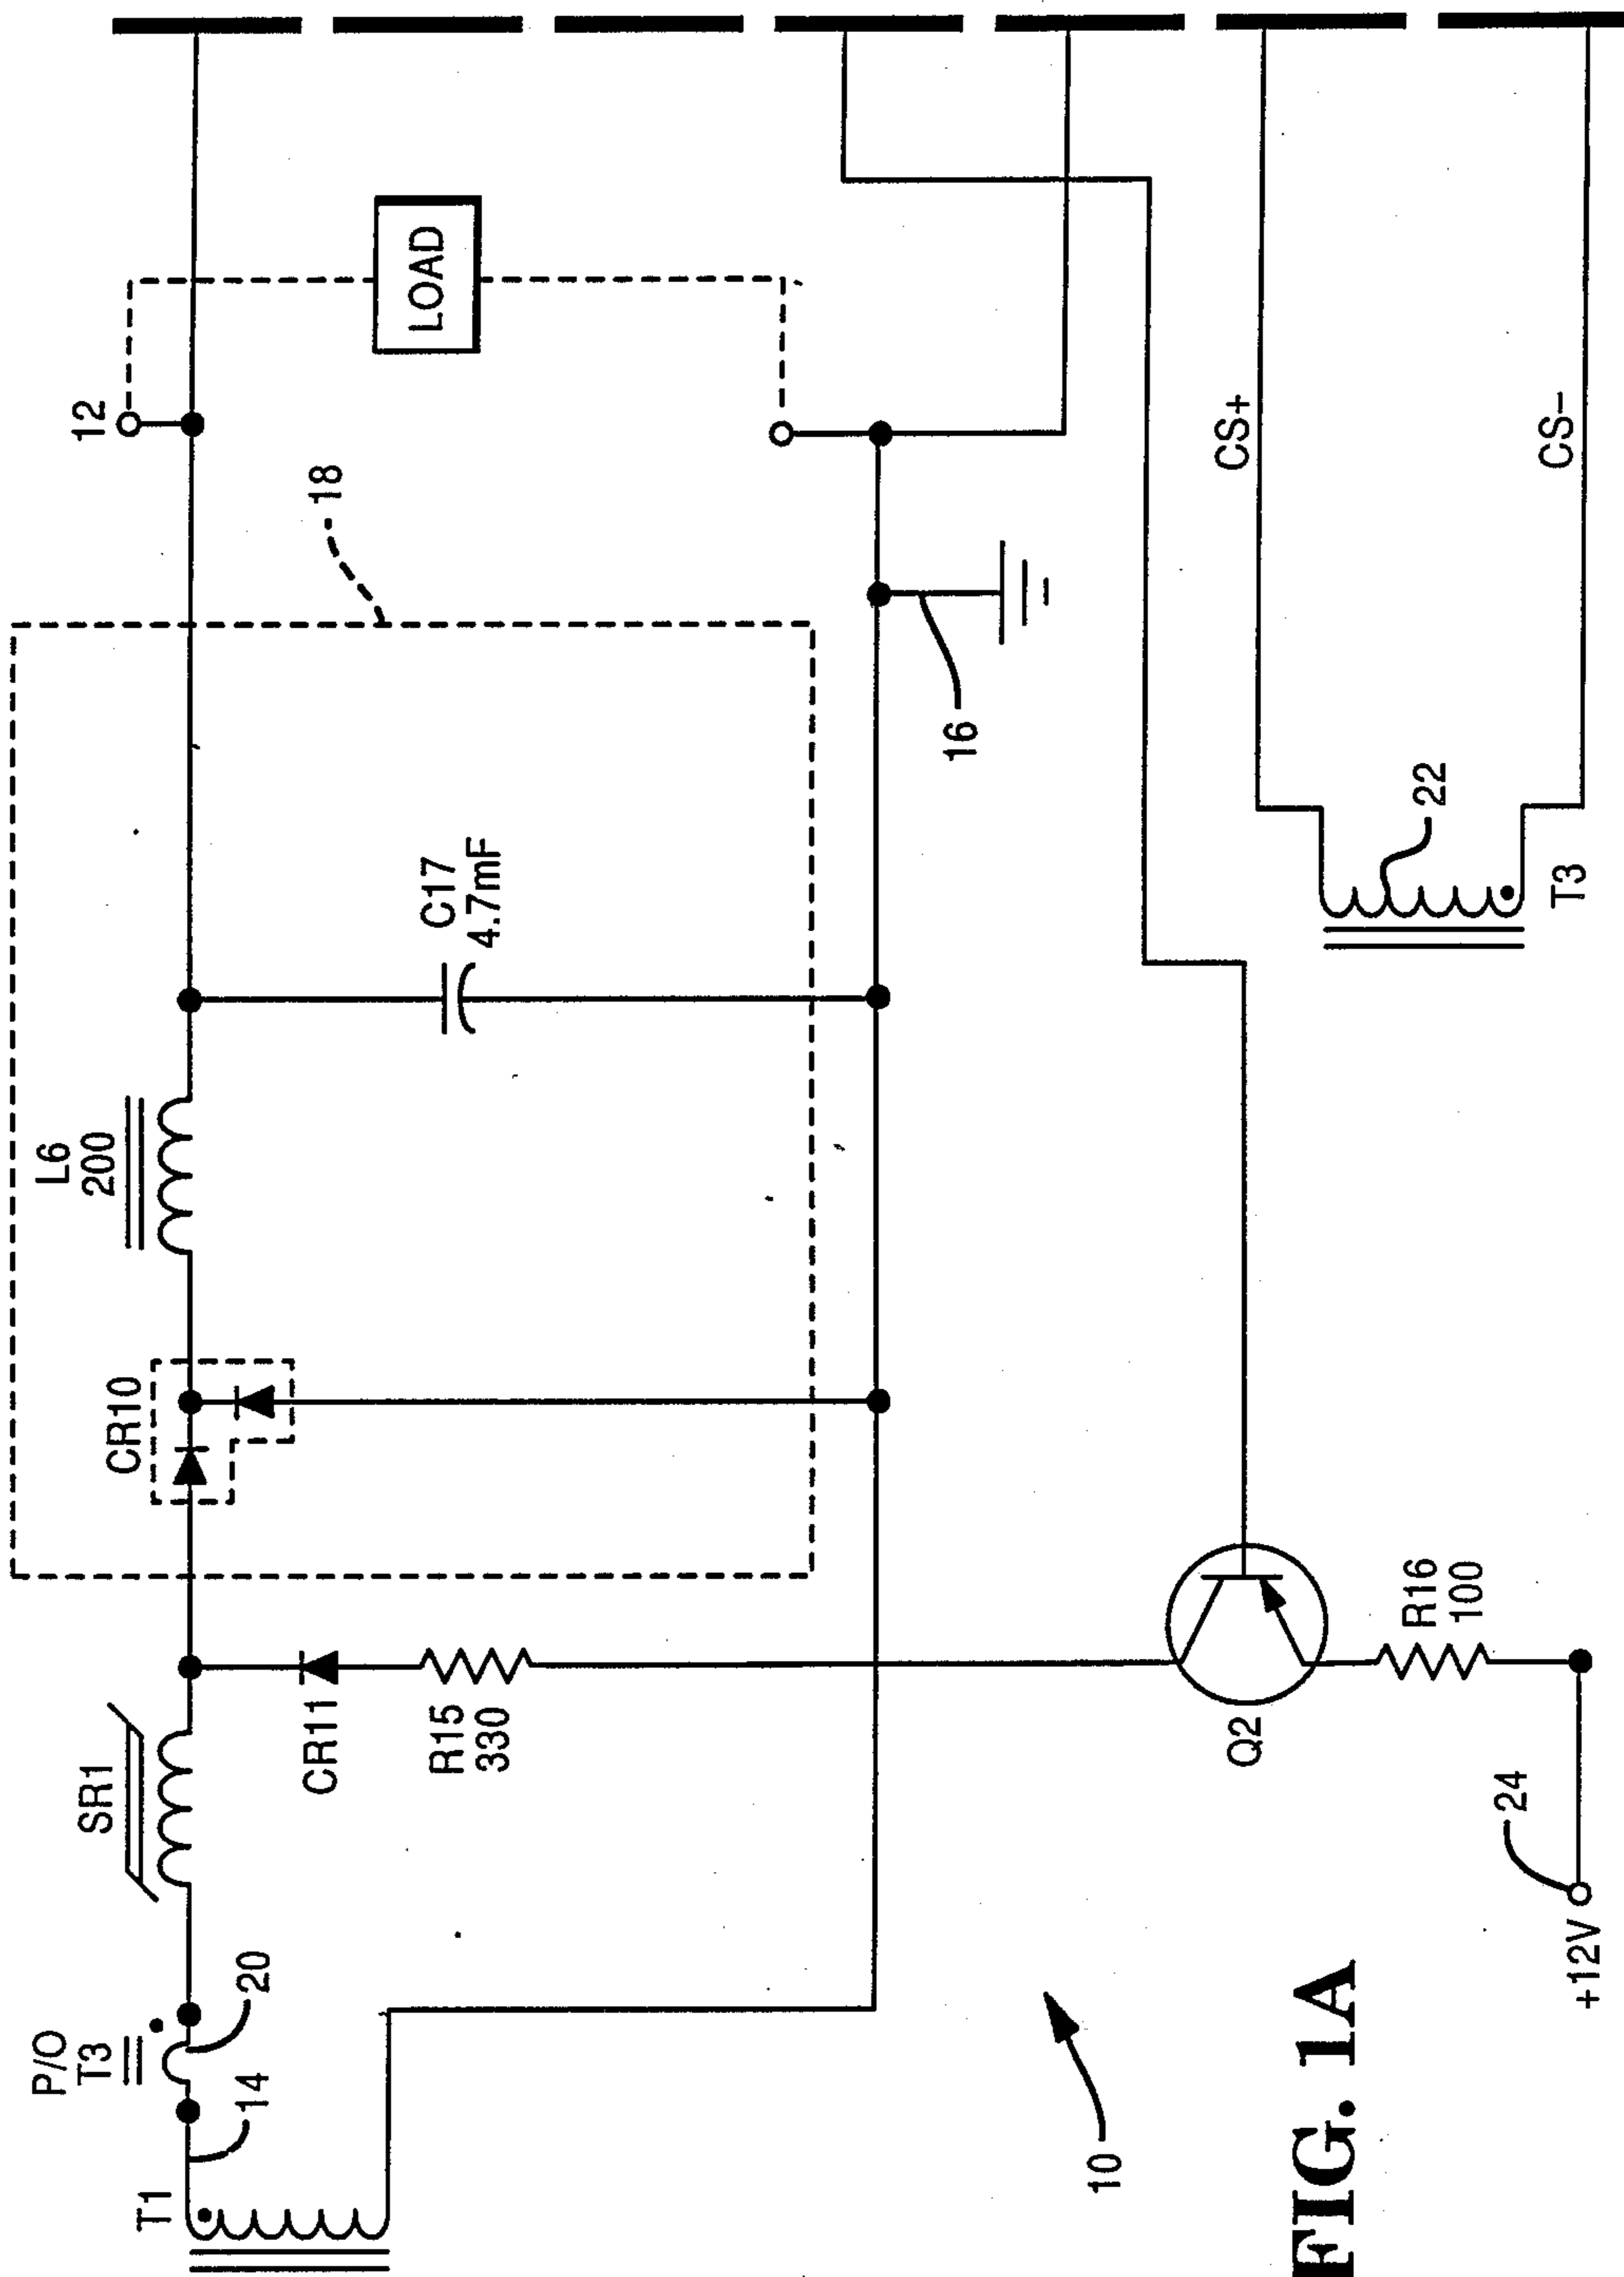 P/O
T3
T1
14
20
SR1
CR11
R15
330
CR10
L6
200
C17
4.7mF
18
12
LOAD
16
10
+12V
24
Q2
R16
100
CS+
CS-
22
T3
FIG. 1A